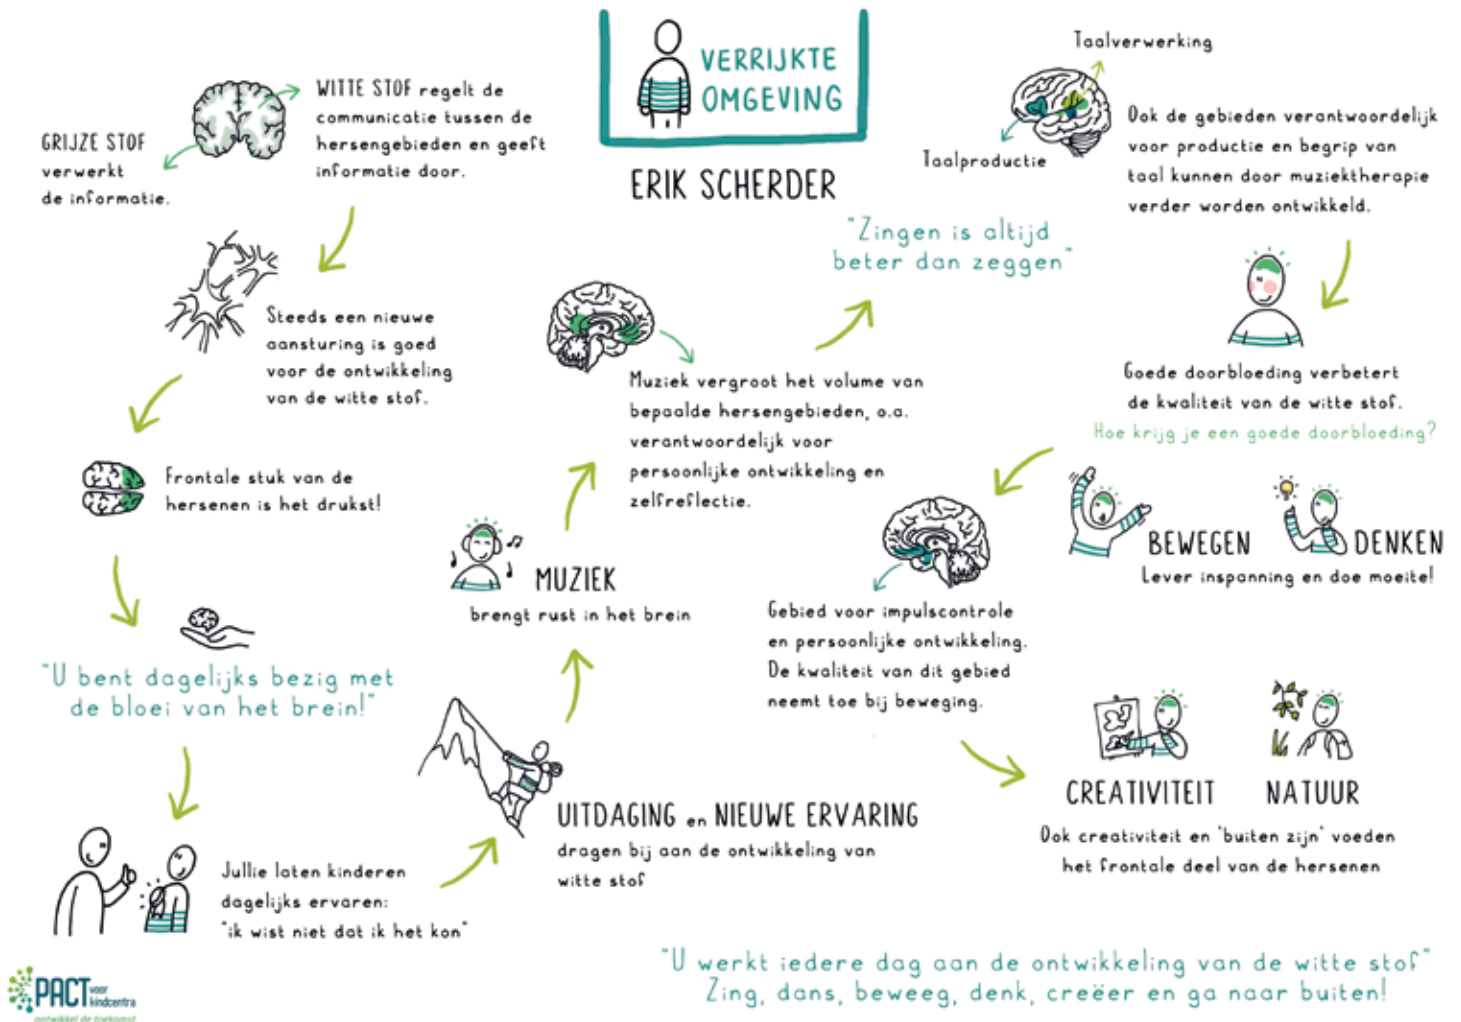 VERRIJKTE
OMGEVING
ERIK SCHERDER
GRIJZE STOF
verwerkt
de informatie.
WITTE STOF regelt de
communicatie tussen de
hersengebieden en geeft
informatie door.
Steeds een nieuwe
aansturing is goed
voor de ontwikkeling
van de witte stof.
Frontale stuk van de
hersenen is het drukst!
"U bent dagelijks bezig met
de bloei van het brein!"
Jullie laten kinderen
dagelijks ervaren:
"ik wist niet dat ik het kon"
UITDAGING en NIEUWE ERVARING
dragen bij aan de ontwikkeling van
witte stof
MUZIEK
brengt rust in het brein
Muziek vergroot het volume van
bepaalde hersengebieden, o.a.
verantwoordelijk voor
persoonlijke ontwikkeling en
zelfreflectie.
"Zingen is altijd
beter dan zeggen"
Taalverwerking
Taalproductie
Ook de gebieden verantwoordelijk
voor productie en begrip van
taal kunnen door muziektherapie
verder worden ontwikkeld.
Goede doorbloeding verbetert
de kwaliteit van de witte stof.
Hoe krijg je een goede doorbloeding?
BEWEGEN
DENKEN
Lever inspanning en doe moeite!
Gebied voor impulscontrole
en persoonlijke ontwikkeling.
De kwaliteit van dit gebied
neemt toe bij beweging.
CREATIVITEIT
NATUUR
Ook creativiteit en 'buiten zijn' voeden
het frontale deel van de hersenen
"U werkt iedere dag aan de ontwikkeling van de witte stof"
Zing, dans, beweeg, denk, creëer en ga naar buiten!
PACT voor
kindcentra
ontwikkel de toekomst